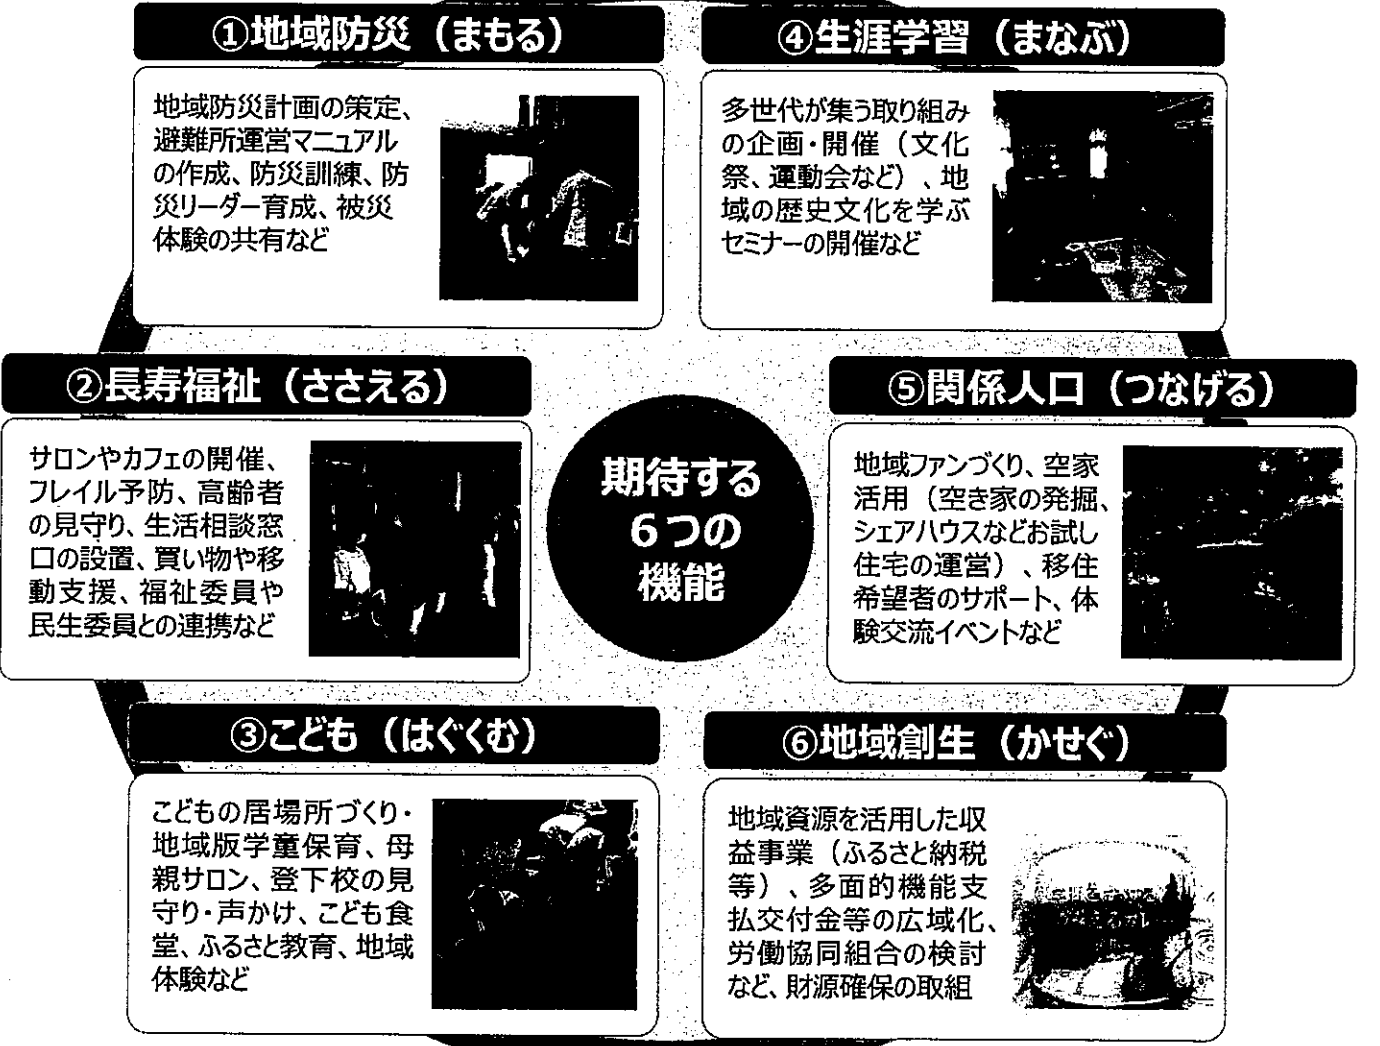 ①地域防災（まもる）
地域防災計画の策定、
避難所運営マニュアル
の作成、防災訓練、防
災リーダー育成、被災
体験の共有など
②長寿福祉（ささえる）
サロンやカフェの開催、
フレイル予防、高齢者
の見守り、生活相談窓
口の設置、買い物や移
動支援、福祉委員や
民生委員との連携など
③こども（はぐくむ）
こどもの居場所づくり・
地域版学童保育、母
親サロン、登下校の見
守り・声かけ、こども食
堂、ふるさと教育、地域
体験など
期待する
６つの
機能
④生涯学習（まなぶ）
多世代が集う取り組み
の企画・開催（文化
祭、運動会など）、地
域の歴史文化を学ぶ
セミナーの開催など
⑤関係人口（つなげる）
地域ファンづくり、空家
活用（空き家の発掘、
シェアハウスなどお試し
住宅の運営）、移住
希望者のサポート、体
験交流イベントなど
⑥地域創生（かせぐ）
地域資源を活用した収
益事業（ふるさと納税
等）、多面的機能支
払交付金等の広域化、
労働協同組合の検討
など、財源確保の取組